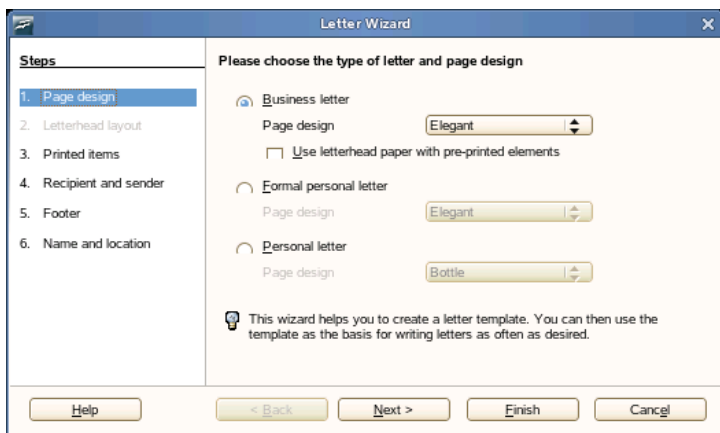 Letter Wizard
Steps
1. Page design
2. Letterhead layout
3. Printed items
4. Recipient and sender
5. Footer
6. Name and location
Please choose the type of letter and page design
Business letter
Page design Elegant
Use letterhead paper with pre-printed elements
Formal personal letter
Page design Elegant
Personal letter
Page design Bottle
This wizard helps you to create a letter template. You can then use the
template as the basis for writing letters as often as desired.
Help < Back Next > Finish Cancel